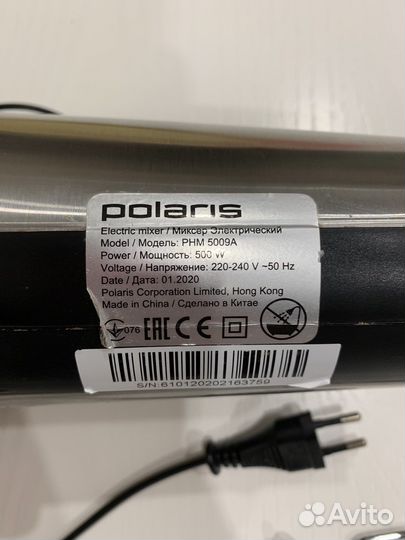 polaris
Electric mixer / Миксер Электрический
Model / Модель: PHM 5009A
Power / Мощность: 500 W
Voltage / Напряжение: 220-240 V ~50 Hz
Date / Дата: 01.2020
Polaris Corporation Limited, Hong Kong
Made in China / Сделано в Китае
076 EAC CE
S/N:610120202163759
Avito